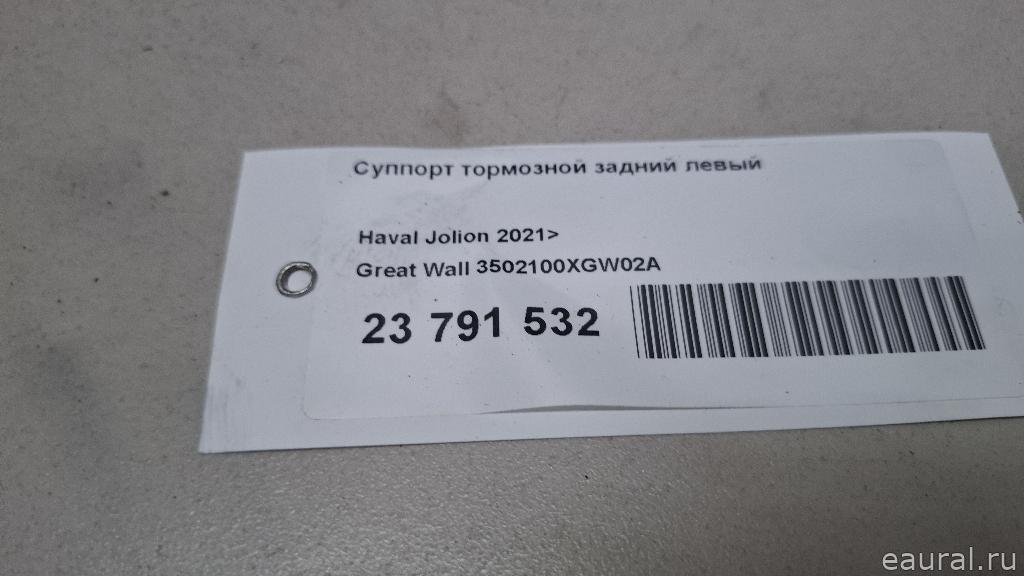 Суппорт тормозной задний левый
Haval Jolion 2021>
Great Wall 3502100XGW02A
23 791 532
eaural.ru